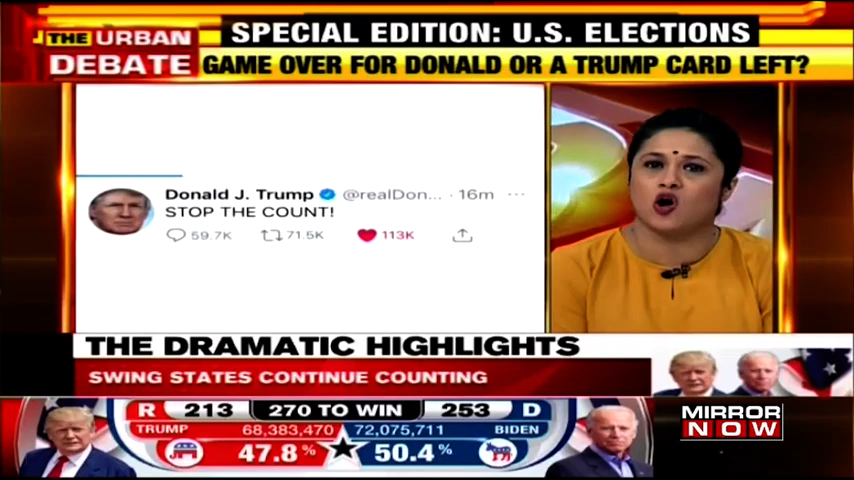 THE URBAN
DEBATE
SPECIAL EDITION: U.S. ELECTIONS
GAME OVER FOR DONALD OR A TRUMP CARD LEFT?
Donald J. Trump @realDon... · 16m ...
STOP THE COUNT!
59.7K 71.5K 113K
THE DRAMATIC HIGHLIGHTS
SWING STATES CONTINUE COUNTING
R 213 270 TO WIN 253 D
TRUMP 68,383,470 72,075,711 BIDEN
47.8% 50.4%
MIRROR
NOW